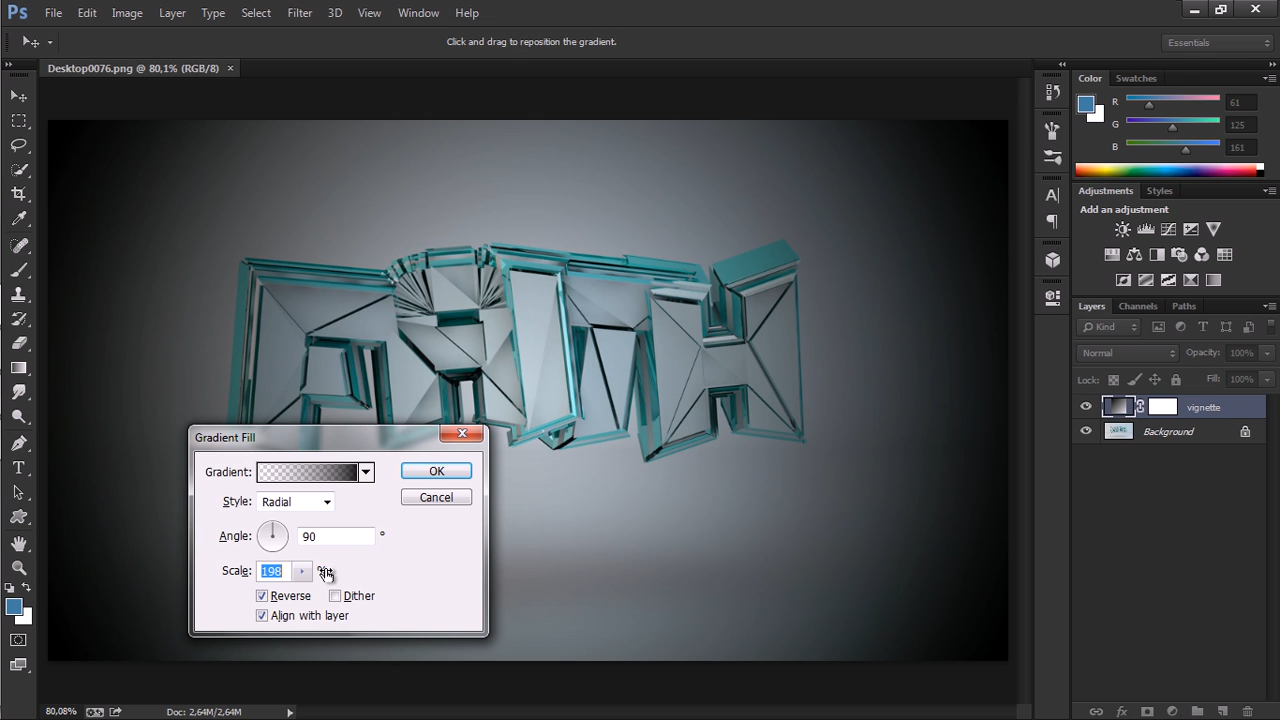 Ps File Edit Image Layer Type Select Filter 3D View Window Help
Click and drag to reposition the gradient.
Essentials
Desktop0076.png @ 80,1% (RGB/8) ×
Color Swatches
R 61
G 125
B 161
Adjustments Styles
Add an adjustment
Layers Channels Paths
Kind
Normal Opacity: 100%
Lock: Fill: 100%
vignette
Background
Gradient Fill
Gradient: OK
Style: Radial Cancel
Angle: 90 °
Scale: 198 %
Reverse Dither
Align with layer
80,08% Doc: 2,64M/2,64M